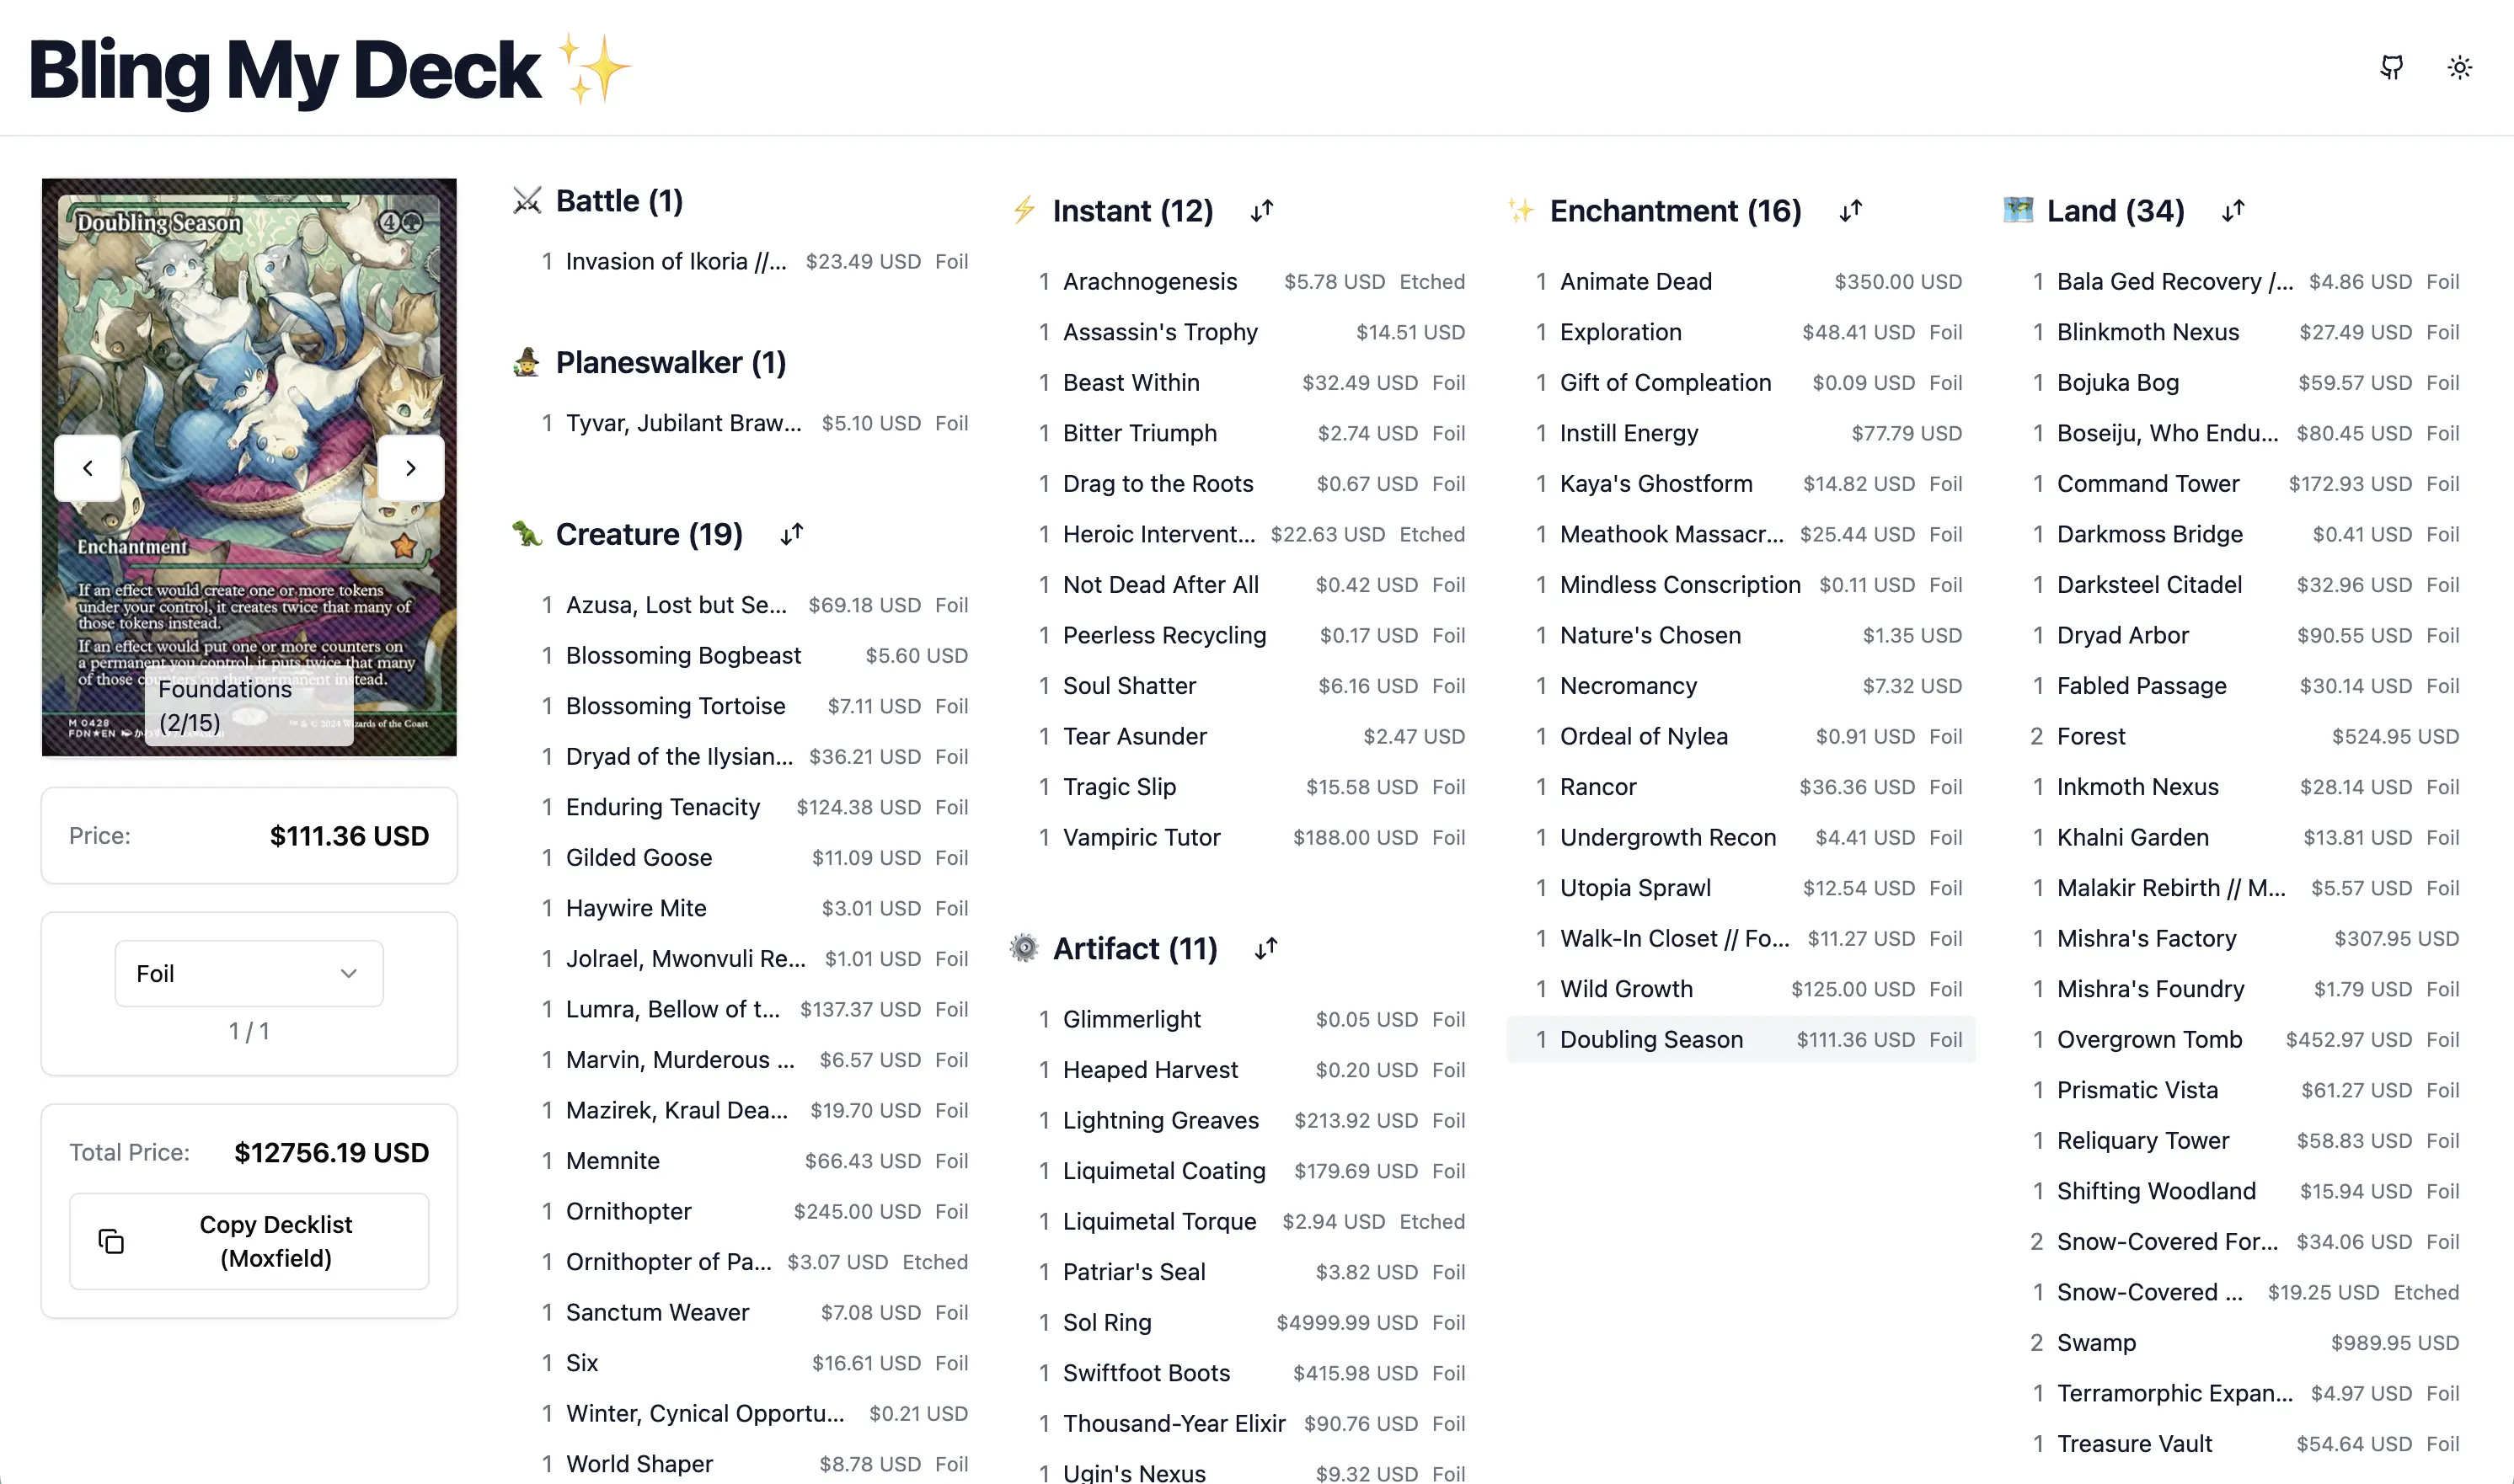 Bling My Deck ✨
Doubling Season
4
Enchantment
If an effect would create one or more tokens
under your control, it creates twice that many of
those tokens instead.
If an effect would put one or more counters on
a permanent you control, it puts twice that many
of those counters on that permanent instead.
Foundations
(2/15)
M 0428
FDN★EN
™ & © 2024 Wizards of the Coast
Price: $111.36 USD
Foil
1 / 1
Total Price: $12756.19 USD
Copy Decklist
(Moxfield)
Battle (1)
1 Invasion of Ikoria //... $23.49 USD Foil
Planeswalker (1)
1 Tyvar, Jubilant Braw... $5.10 USD Foil
Creature (19)
1 Azusa, Lost but Se... $69.18 USD Foil
1 Blossoming Bogbeast $5.60 USD
1 Blossoming Tortoise $7.11 USD Foil
1 Dryad of the Ilysian... $36.21 USD Foil
1 Enduring Tenacity $124.38 USD Foil
1 Gilded Goose $11.09 USD Foil
1 Haywire Mite $3.01 USD Foil
1 Jolrael, Mwonvuli Re... $1.01 USD Foil
1 Lumra, Bellow of t... $137.37 USD Foil
1 Marvin, Murderous ... $6.57 USD Foil
1 Mazirek, Kraul Dea... $19.70 USD Foil
1 Memnite $66.43 USD Foil
1 Ornithopter $245.00 USD Foil
1 Ornithopter of Pa... $3.07 USD Etched
1 Sanctum Weaver $7.08 USD Foil
1 Six $16.61 USD Foil
1 Winter, Cynical Opportu... $0.21 USD
1 World Shaper $8.78 USD Foil
Instant (12)
1 Arachnogenesis $5.78 USD Etched
1 Assassin's Trophy $14.51 USD
1 Beast Within $32.49 USD Foil
1 Bitter Triumph $2.74 USD Foil
1 Drag to the Roots $0.67 USD Foil
1 Heroic Intervent... $22.63 USD Etched
1 Not Dead After All $0.42 USD Foil
1 Peerless Recycling $0.17 USD Foil
1 Soul Shatter $6.16 USD Foil
1 Tear Asunder $2.47 USD
1 Tragic Slip $15.58 USD Foil
1 Vampiric Tutor $188.00 USD Foil
Artifact (11)
1 Glimmerlight $0.05 USD Foil
1 Heaped Harvest $0.20 USD Foil
1 Lightning Greaves $213.92 USD Foil
1 Liquimetal Coating $179.69 USD Foil
1 Liquimetal Torque $2.94 USD Etched
1 Patriar's Seal $3.82 USD Foil
1 Sol Ring $4999.99 USD Foil
1 Swiftfoot Boots $415.98 USD Foil
1 Thousand-Year Elixir $90.76 USD Foil
1 Ugin's Nexus $9.32 USD Foil
Enchantment (16)
1 Animate Dead $350.00 USD
1 Exploration $48.41 USD Foil
1 Gift of Compleation $0.09 USD Foil
1 Instill Energy $77.79 USD
1 Kaya's Ghostform $14.82 USD Foil
1 Meathook Massacr... $25.44 USD Foil
1 Mindless Conscription $0.11 USD Foil
1 Nature's Chosen $1.35 USD
1 Necromancy $7.32 USD
1 Ordeal of Nylea $0.91 USD Foil
1 Rancor $36.36 USD Foil
1 Undergrowth Recon $4.41 USD Foil
1 Utopia Sprawl $12.54 USD Foil
1 Walk-In Closet // Fo... $11.27 USD Foil
1 Wild Growth $125.00 USD Foil
1 Doubling Season $111.36 USD Foil
Land (34)
1 Bala Ged Recovery /... $4.86 USD Foil
1 Blinkmoth Nexus $27.49 USD Foil
1 Bojuka Bog $59.57 USD Foil
1 Boseiju, Who Endu... $80.45 USD Foil
1 Command Tower $172.93 USD Foil
1 Darkmoss Bridge $0.41 USD Foil
1 Darksteel Citadel $32.96 USD Foil
1 Dryad Arbor $90.55 USD Foil
1 Fabled Passage $30.14 USD Foil
2 Forest $524.95 USD
1 Inkmoth Nexus $28.14 USD Foil
1 Khalni Garden $13.81 USD Foil
1 Malakir Rebirth // M... $5.57 USD Foil
1 Mishra's Factory $307.95 USD
1 Mishra's Foundry $1.79 USD Foil
1 Overgrown Tomb $452.97 USD Foil
1 Prismatic Vista $61.27 USD Foil
1 Reliquary Tower $58.83 USD Foil
1 Shifting Woodland $15.94 USD Foil
2 Snow-Covered For... $34.06 USD Foil
1 Snow-Covered ... $19.25 USD Etched
2 Swamp $989.95 USD
1 Terramorphic Expan... $4.97 USD Foil
1 Treasure Vault $54.64 USD Foil